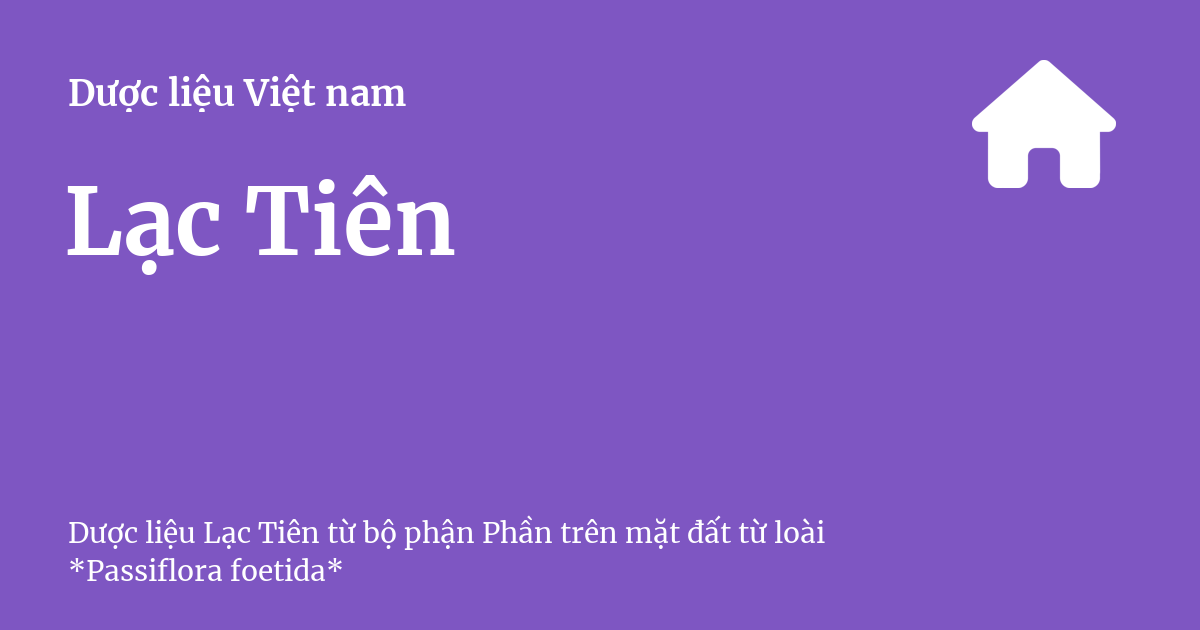 Dược liệu Việt nam
Lạc Tiên
Dược liệu Lạc Tiên từ bộ phận Phần trên mặt đất từ loài
*Passiflora foetida*